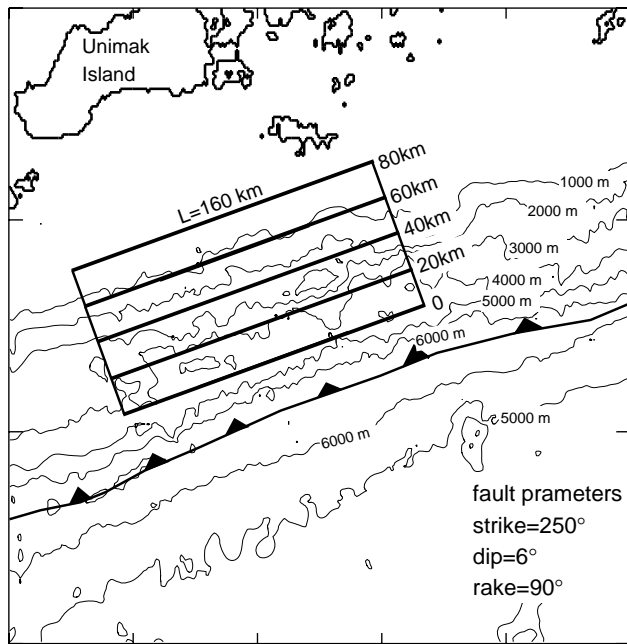 Unimak
Island
L=160 km
80km
60km
40km
20km
0
1000 m
2000 m
3000 m
4000 m
5000 m
6000 m
6000 m
5000 m
fault prameters
strike=250°
dip=6°
rake=90°